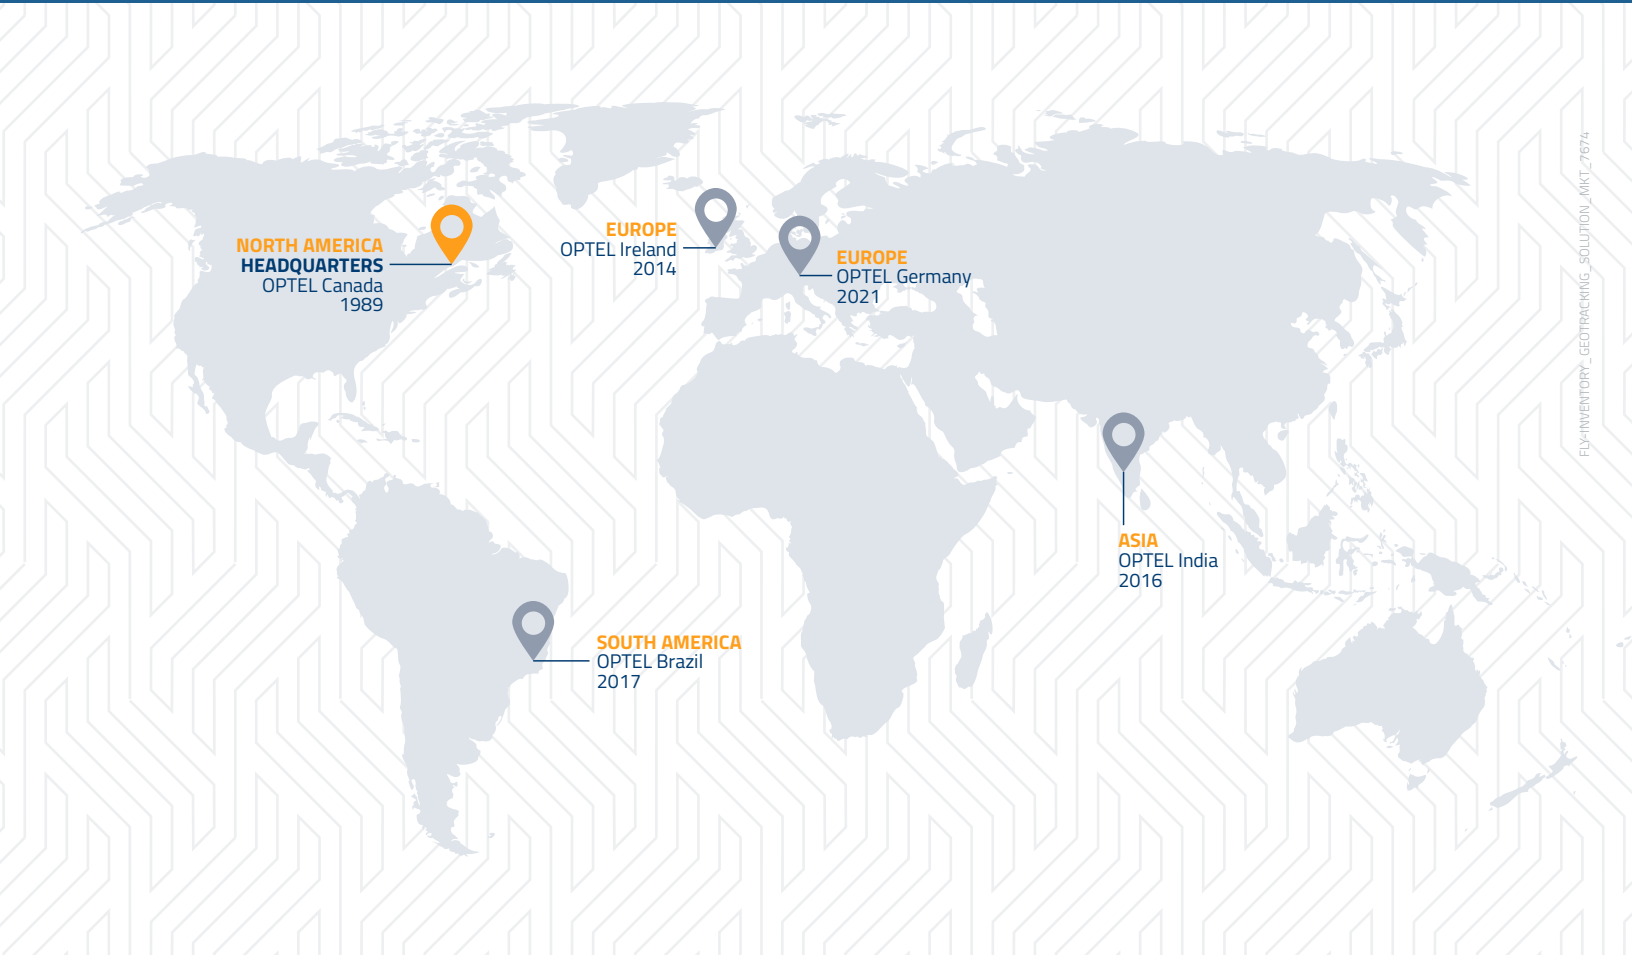 NORTH AMERICA
HEADQUARTERS
OPTEL Canada
1989
EUROPE
OPTEL Ireland
2014
EUROPE
OPTEL Germany
2021
ASIA
OPTEL India
2016
SOUTH AMERICA
OPTEL Brazil
2017
FLY-INVENTORY_GEOTRACKING_SOLUTION_MKT_7674